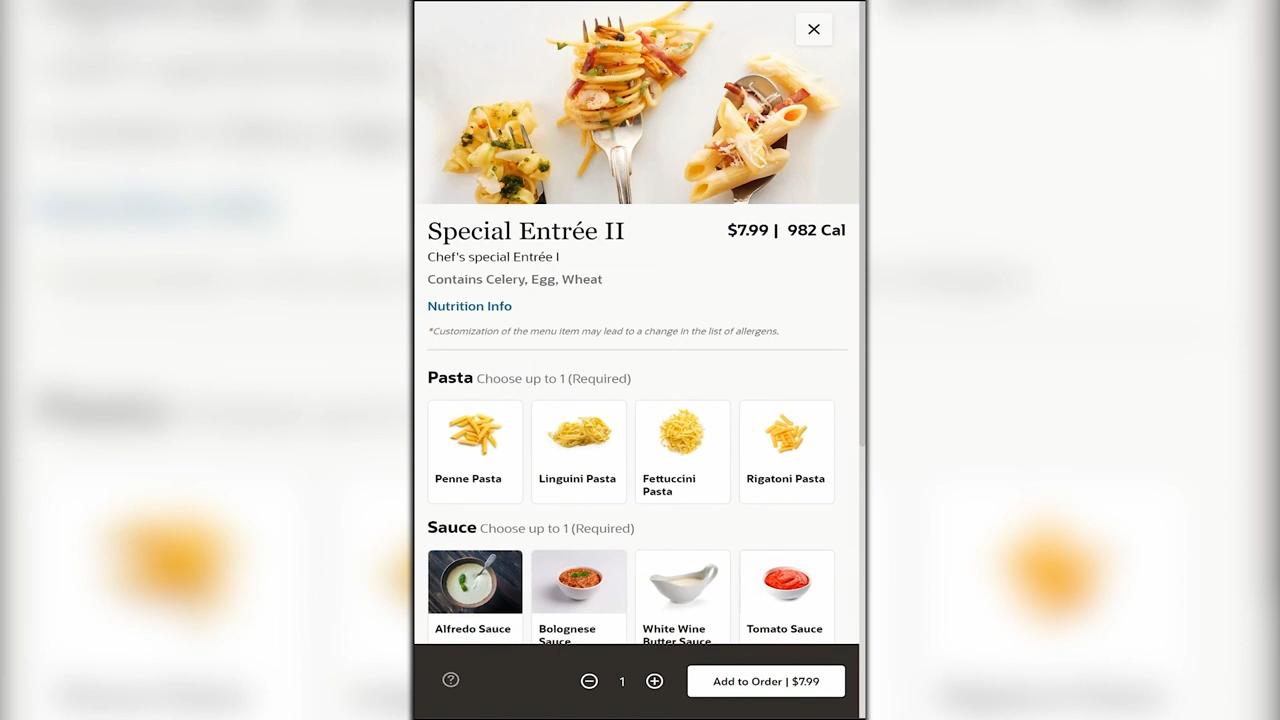 Special Entrée II
$7.99 | 982 Cal
Chef's special Entrée I
Contains Celery, Egg, Wheat
Nutrition Info
*Customization of the menu item may lead to a change in the list of allergens.
Pasta Choose up to 1 (Required)
Penne Pasta
Linguini Pasta
Fettuccini
Pasta
Rigatoni Pasta
Sauce Choose up to 1 (Required)
Alfredo Sauce
Bolognese
Sauce
White Wine
Butter Sauce
Tomato Sauce
1
Add to Order | $7.99